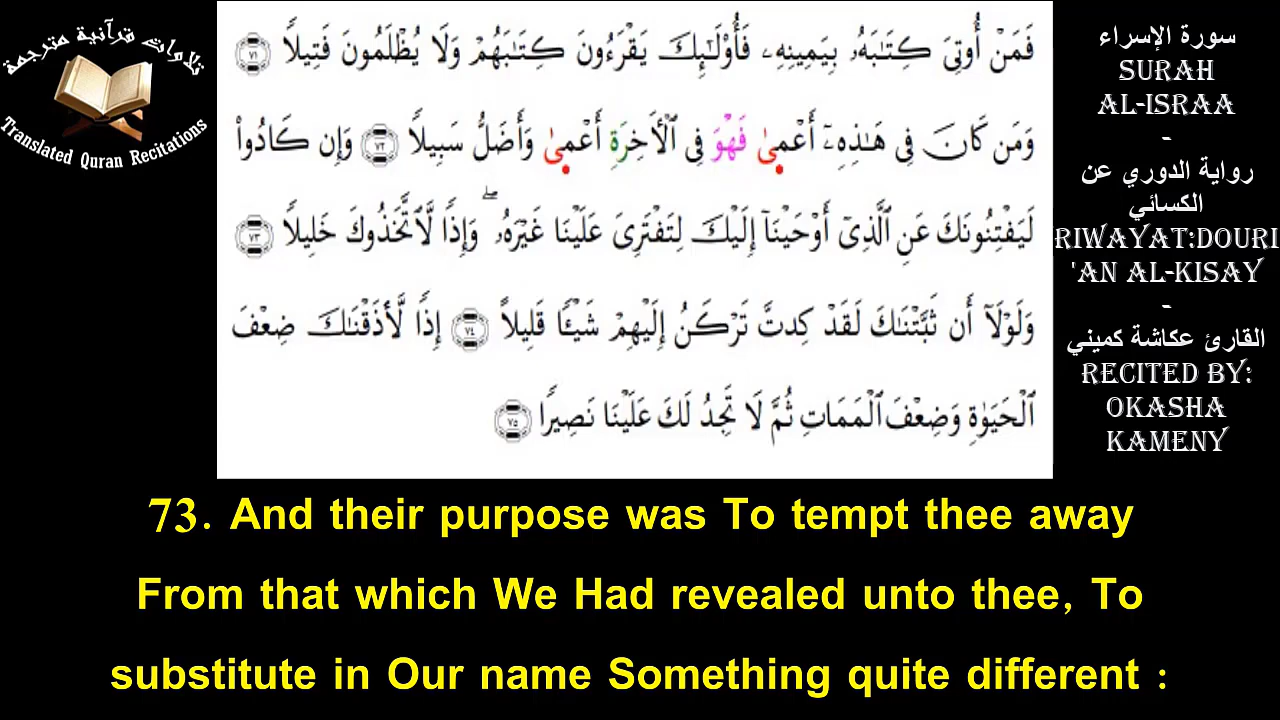 تلاوات قرآنية مترجمة
Translated Quran Recitations
فَمَنْ أُوتِيَ كِتَٰبَهُۥ بِيَمِينِهِۦ فَأُوْلَٰٓئِكَ يَقْرَءُونَ كِتَٰبَهُمْ وَلَا يُظْلَمُونَ فَتِيلًا ٧١
وَمَن كَانَ فِي هَٰذِهِۦٓ أَعْمِىٰ فَهْوَ فِي ٱلْأَخِرَةِ أَعْمِىٰ وَأَضَلُّ سَبِيلًا ٧٢ وَإِن كَادُواْ
لَيَفْتِنُونَكَ عَنِ ٱلَّذِيٓ أَوْحَيْنَآ إِلَيْكَ لِتَفْتَرِيَ عَلَيْنَا غَيْرَهُۥۖ وَإِذًا لَّٱتَّخَذُوكَ خَلِيلًا ٧٣
وَلَوْلَآ أَن ثَبَّتْنَٰكَ لَقَدْ كِدتَّ تَرْكَنُ إِلَيْهِمْ شَيْـًٔا قَلِيلًا ٧٤ إِذًا لَّأَذَقْنَٰكَ ضِعْفَ
ٱلْحَيَوٰةِ وَضِعْفَ ٱلْمَمَاتِ ثُمَّ لَا تَجِدُ لَكَ عَلَيْنَا نَصِيرًا ٧٥
سورة الإسراء
SURAH
AL-ISRAA
-
رواية الدوري عن
الكسائي
RIWAYAT:DOURI
'AN AL-KISAY
-
القارئ عكاشة كميني
RECITED BY:
OKASHA
KAMENY
73. And their purpose was To tempt thee away
From that which We Had revealed unto thee, To
substitute in Our name Something quite different :